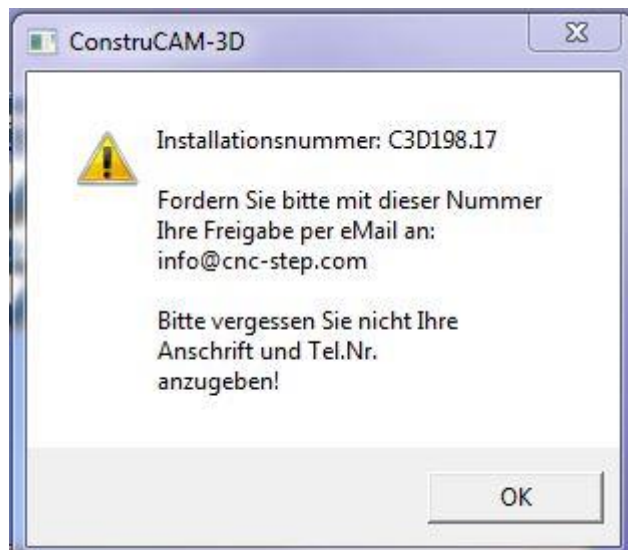 ConstruCAM-3D
Installationsnummer: C3D198.17
Fordern Sie bitte mit dieser Nummer
Ihre Freigabe per eMail an:
info@cnc-step.com
Bitte vergessen Sie nicht Ihre
Anschrift und Tel.Nr.
anzugeben!
OK